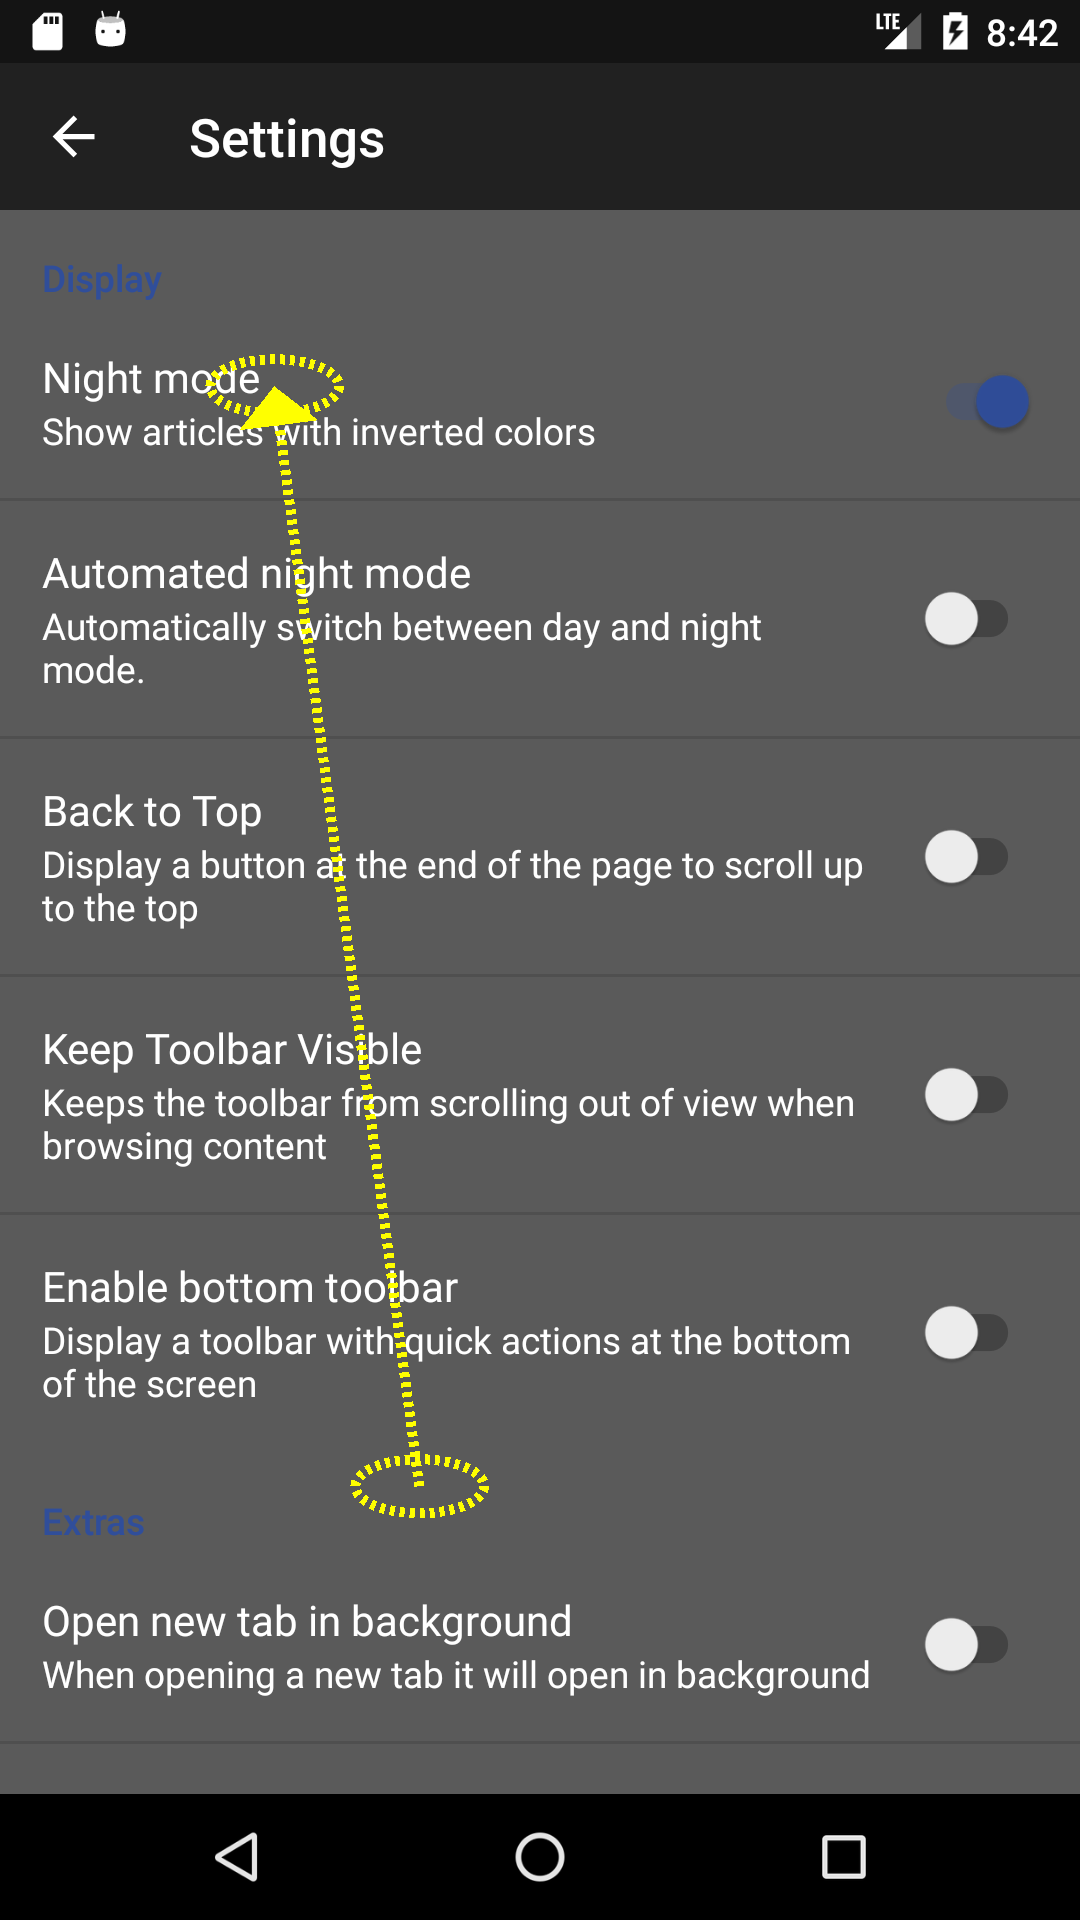 LTE 8:42
Settings
Display
Night mode
Show articles with inverted colors
Automated night mode
Automatically switch between day and night
mode.
Back to Top
Display a button at the end of the page to scroll up
to the top
Keep Toolbar Visible
Keeps the toolbar from scrolling out of view when
browsing content
Enable bottom toolbar
Display a toolbar with quick actions at the bottom
of the screen
Extras
Open new tab in background
When opening a new tab it will open in background